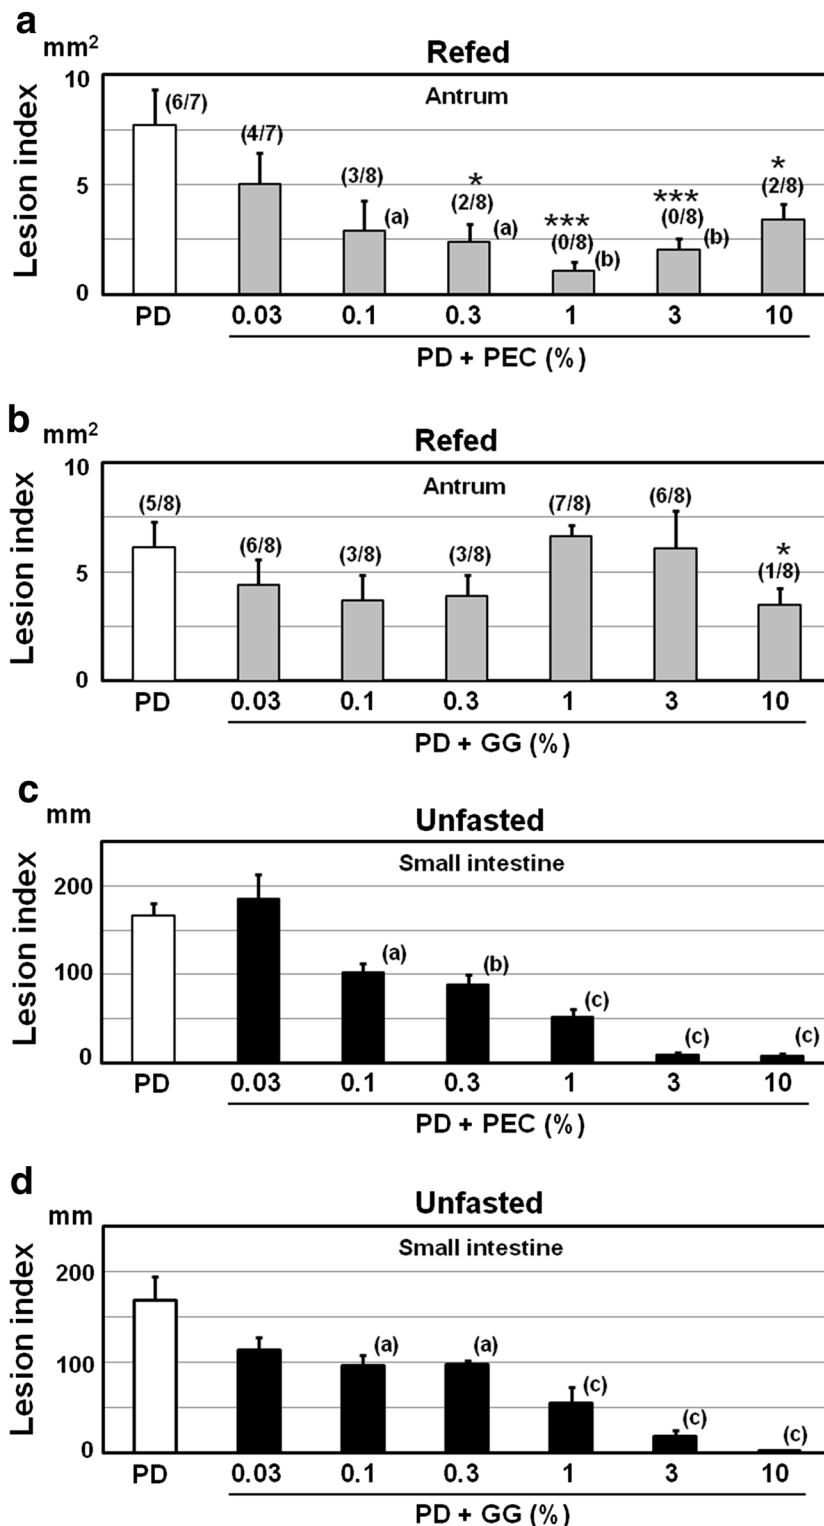 a
mm2
Refed
Antrum
Lesion index
10
5
0
(6/7)
(4/7)
(3/8)
(a)
*
(2/8)
(a)
***
(0/8)
(b)
***
(0/8)
(b)
*
(2/8)
PD 0.03 0.1 0.3 1 3 10
PD + PEC (%)
b
mm2
Refed
Antrum
Lesion index
10
5
0
(5/8)
(6/8)
(3/8)
(3/8)
(7/8)
(6/8)
*
(1/8)
PD 0.03 0.1 0.3 1 3 10
PD + GG (%)
c
mm
Unfasted
Small intestine
Lesion index
200
100
0
(a)
(b)
(c)
(c)
(c)
PD 0.03 0.1 0.3 1 3 10
PD + PEC (%)
d
mm
Unfasted
Small intestine
Lesion index
200
100
0
(a)
(a)
(c)
(c)
(c)
PD 0.03 0.1 0.3 1 3 10
PD + GG (%)